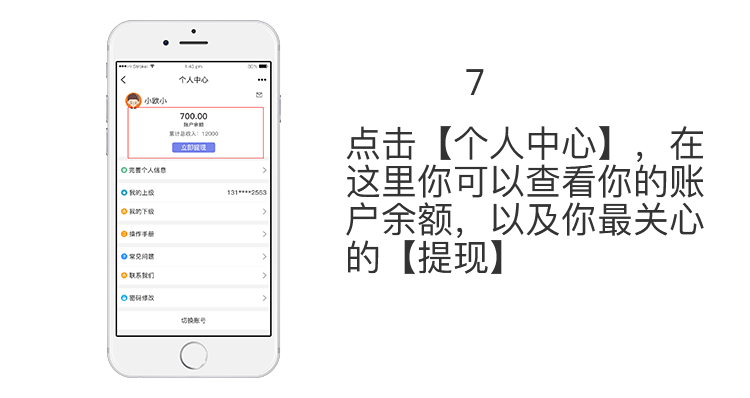 Sketch 1:40 pm 90%
个人中心
小欧小
700.00
账户余额
累计总收入：12000
立即提现
完善个人信息
我的上级 131****2563
我的下级
操作手册
常见问题
联系我们
密码修改
切换账号
7
点击【个人中心】，在
这里你可以查看你的账
户余额，以及你最关心
的【提现】